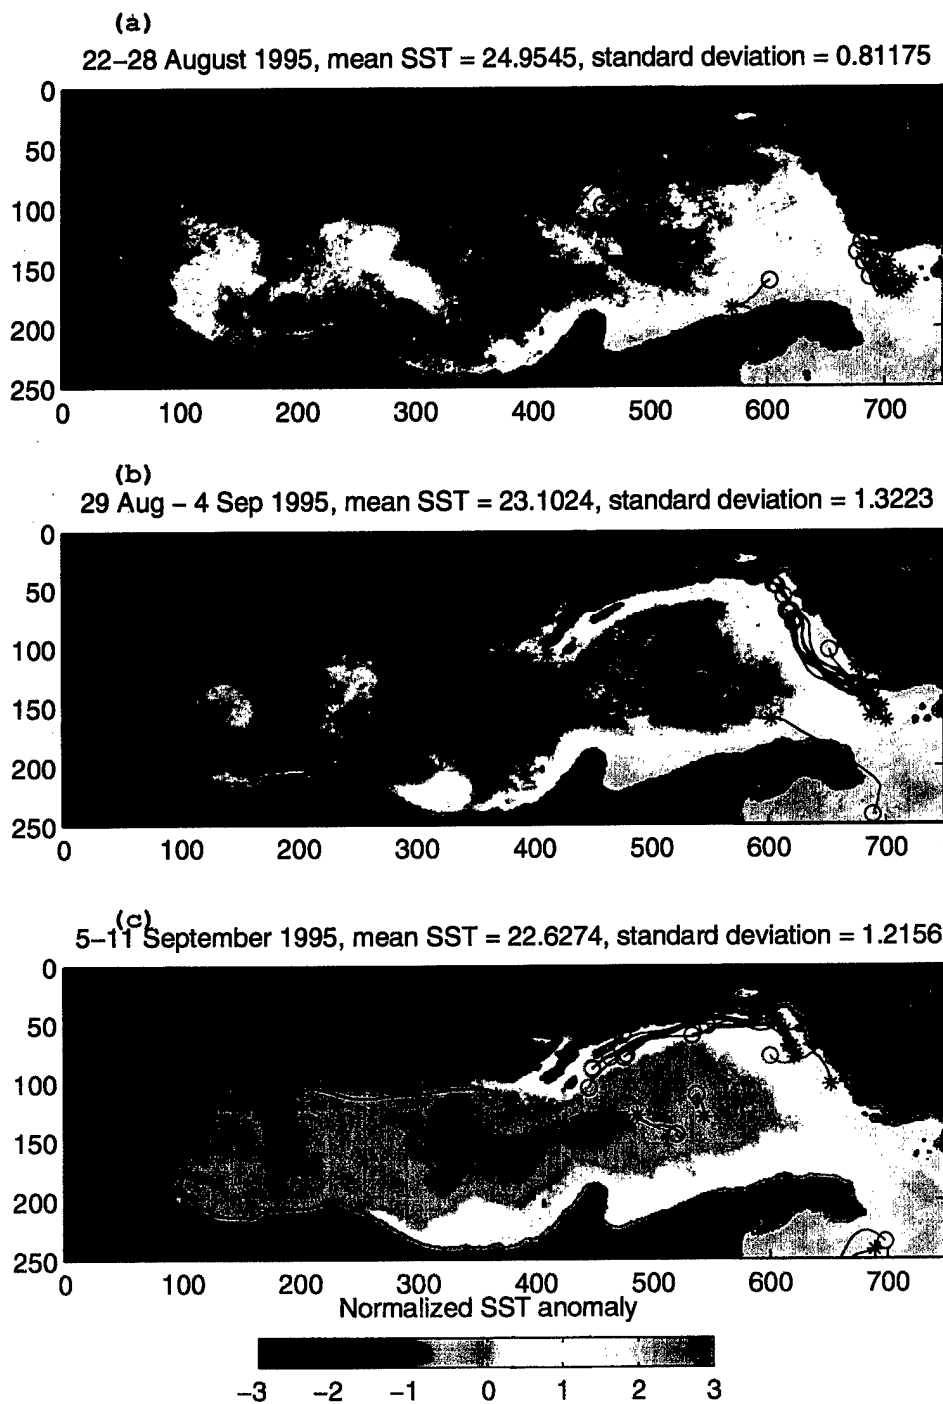 (a)
22–28 August 1995, mean SST = 24.9545, standard deviation = 0.81175
0
50
100
150
200
250
0 100 200 300 400 500 600 700
(b)
29 Aug – 4 Sep 1995, mean SST = 23.1024, standard deviation = 1.3223
0
50
100
150
200
250
0 100 200 300 400 500 600 700
(c)
5–11 September 1995, mean SST = 22.6274, standard deviation = 1.2156
0
50
100
150
200
250
0 100 200 300 400 500 600 700
Normalized SST anomaly
–3 –2 –1 0 1 2 3